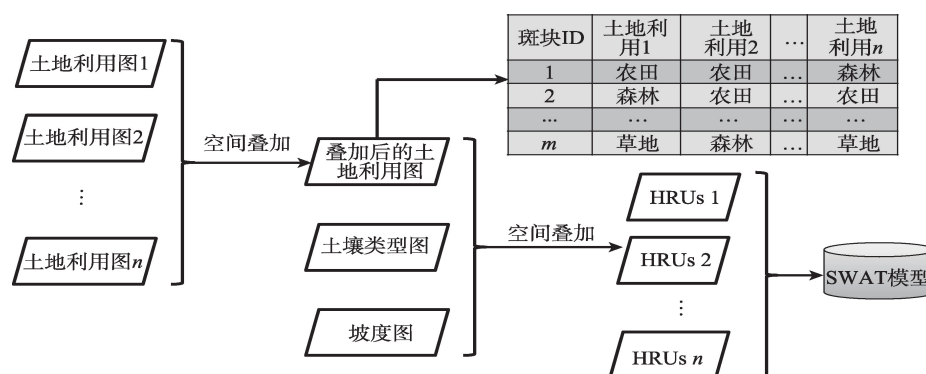 土地利用图1
土地利用图2
⋮
土地利用图n
空间叠加
叠加后的土
地利用图
土壤类型图
坡度图
空间叠加
斑块ID 土地利用1 土地利用2 … 土地利用n
1 农田 农田 … 森林
2 森林 农田 … 农田
… … … … …
m 草地 森林 … 草地
HRUs 1
HRUs 2
⋮
HRUs n
SWAT模型